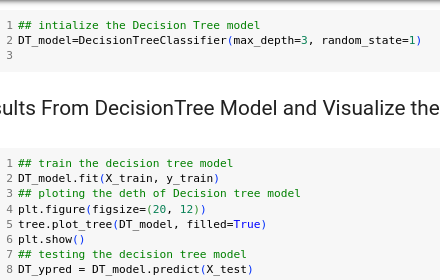 1 ## intialize the Decision Tree model
2 DT_model=DecisionTreeClassifier(max_depth=3, random_state=1)
3
sults From DecisionTree Model and Visualize the
1 ## train the decision tree model
2 DT_model.fit(X_train, y_train)
3 ## ploting the deth of Decision tree model
4 plt.figure(figsize=(20, 12))
5 tree.plot_tree(DT_model, filled=True)
6 plt.show()
7 ## testing the decision tree model
8 DT_ypred = DT_model.predict(X_test)